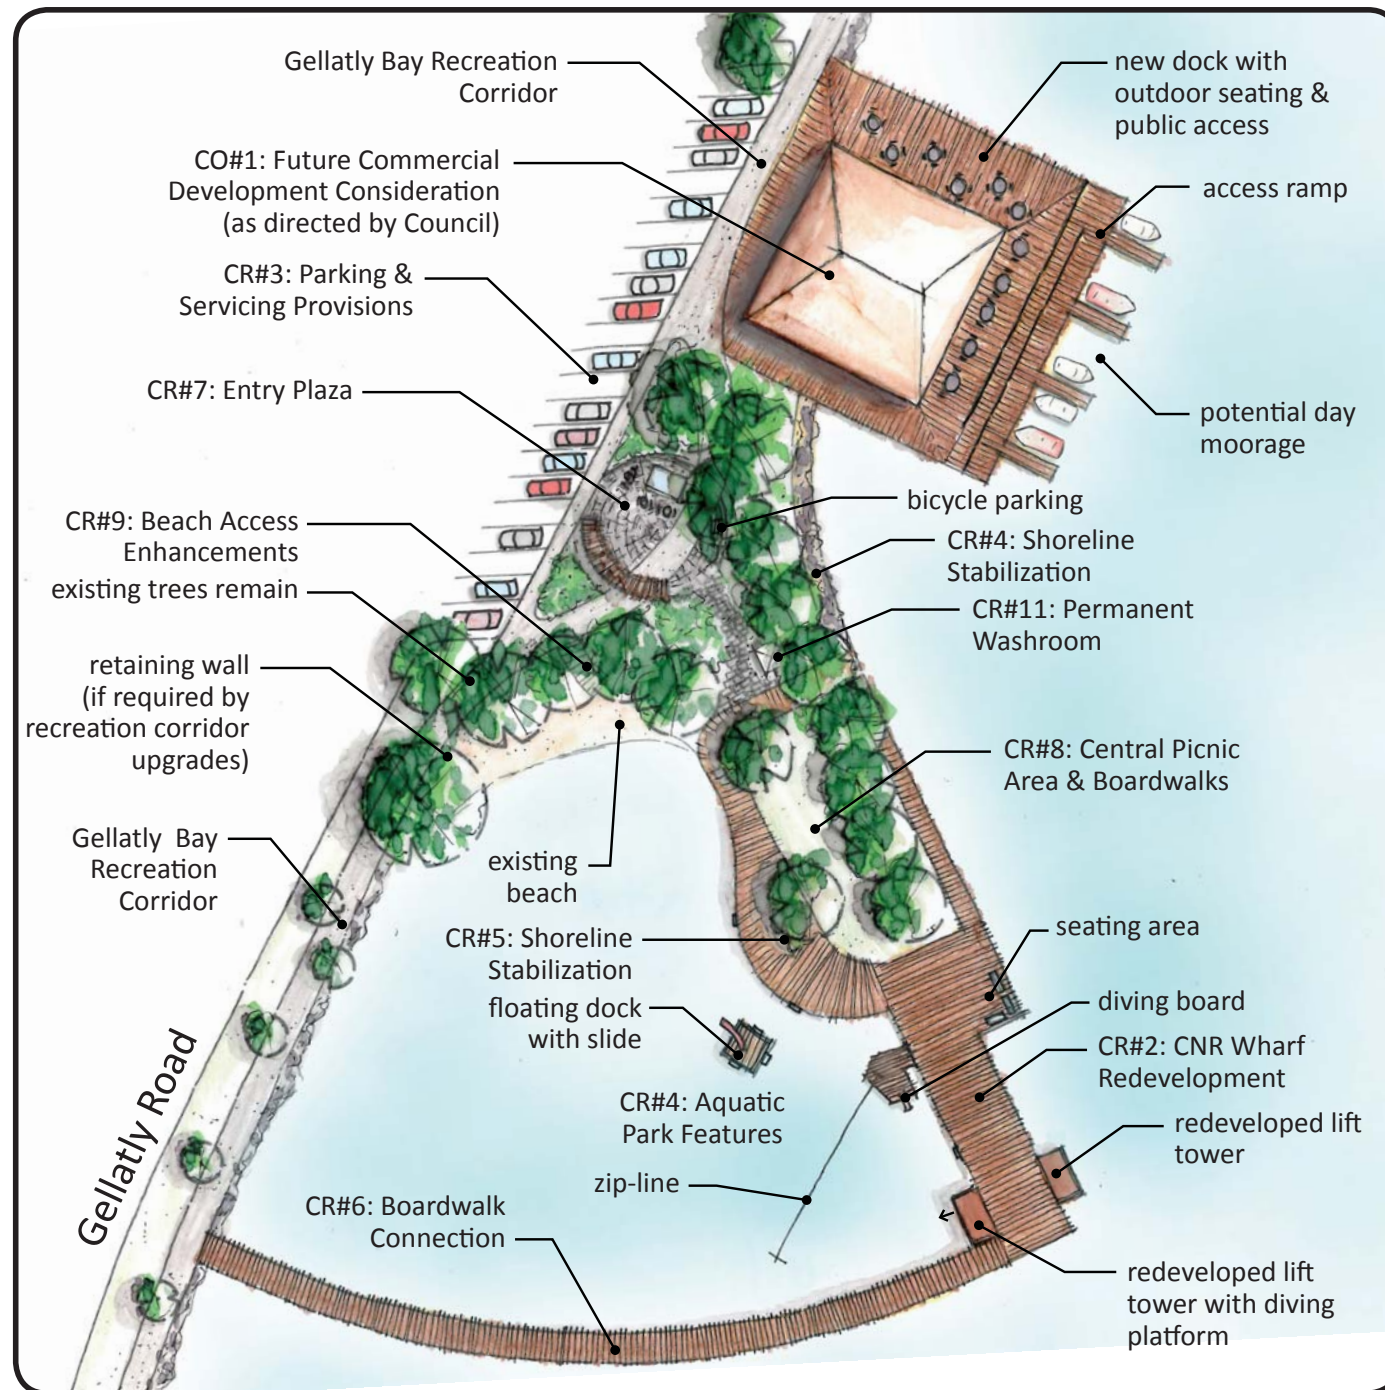 Gellatly Bay Recreation
Corridor
new dock with
outdoor seating &
public access
CO#1: Future Commercial
Development Consideration
(as directed by Council)
access ramp
CR#3: Parking &
Servicing Provisions
CR#7: Entry Plaza
potential day
moorage
bicycle parking
CR#9: Beach Access
Enhancements
CR#4: Shoreline
Stabilization
existing trees remain
CR#11: Permanent
Washroom
retaining wall
(if required by
recreation corridor
upgrades)
CR#8: Central Picnic
Area & Boardwalks
Gellatly  Bay
Recreation
Corridor
existing
beach
CR#5: Shoreline
Stabilization
seating area
floating dock
with slide
diving board
CR#2: CNR Wharf
Redevelopment
CR#4: Aquatic
Park Features
redeveloped lift
tower
Gellatly Road
zip-line
CR#6: Boardwalk
Connection
redeveloped lift
tower with diving
platform